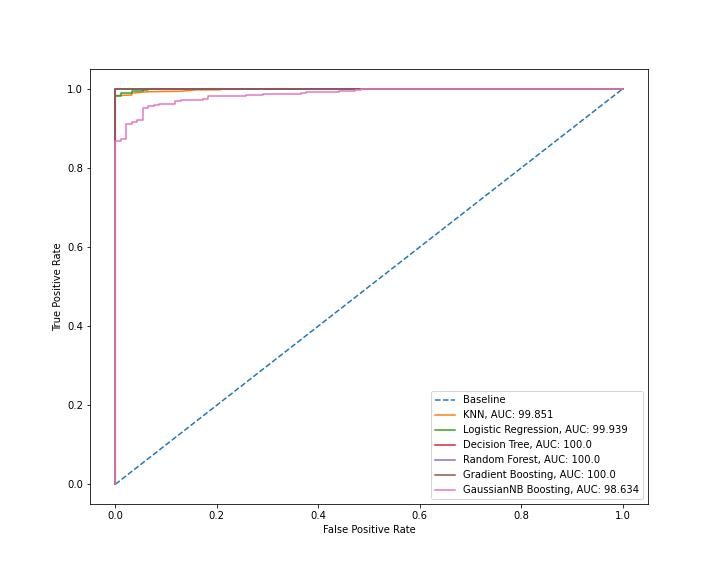 1.0
0.8
0.6
0.4
0.2
0.0
True Positive Rate
Baseline
KNN, AUC: 99.851
Logistic Regression, AUC: 99.939
Decision Tree, AUC: 100.0
Random Forest, AUC: 100.0
Gradient Boosting, AUC: 100.0
GaussianNB Boosting, AUC: 98.634
0.0 0.2 0.4 0.6 0.8 1.0
False Positive Rate